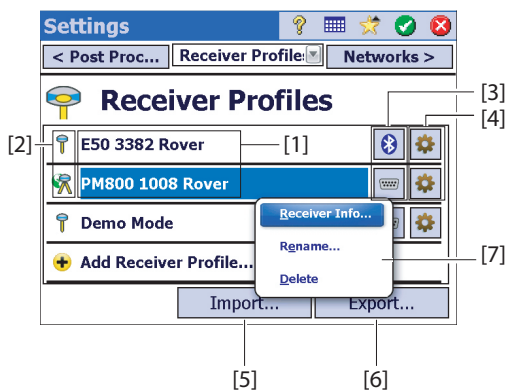 Settings
< Post Proc... Receiver Profile: Networks >
Receiver Profiles
[3]
[4]
[2] E50 3382 Rover [1]
PM800 1008 Rover
Receiver Info...
Demo Mode
Rename...
[7]
Add Receiver Profile...
Delete
Import... Export...
[5] [6]